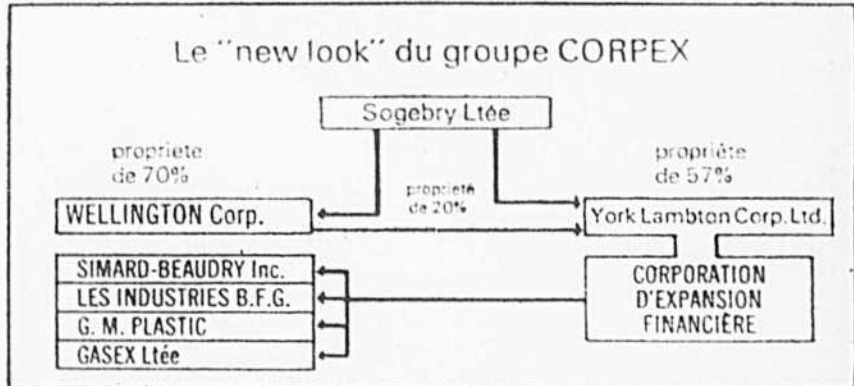 Le "new look" du groupe CORPEX
Sogebry Ltée
propriete
de 70%
propriéte
de 57%
propriété
de 20%
WELLINGTON Corp.
York Lambton Corp. Ltd.
SIMARD-BEAUDRY Inc.
LES INDUSTRIES B.F.G.
G. M. PLASTIC
GASEX Ltée
CORPORATION
D'EXPANSION
FINANCIÈRE